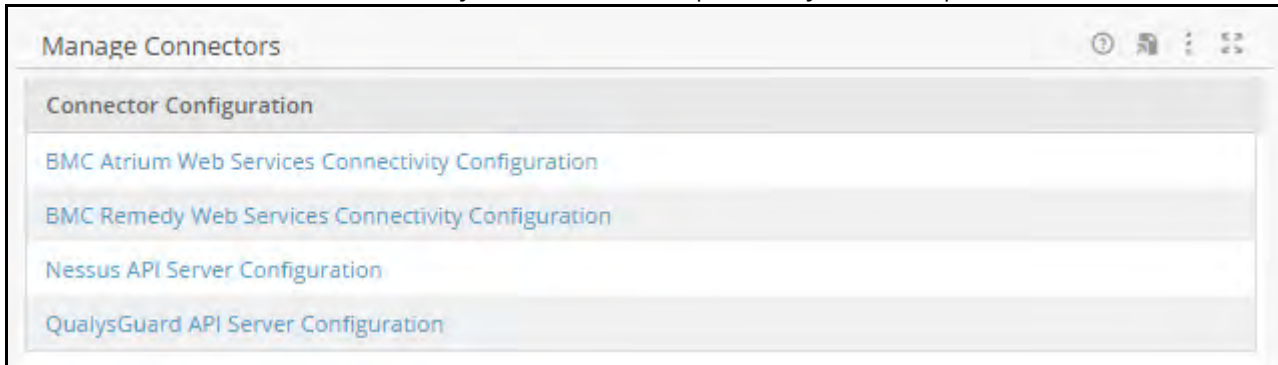 Manage Connectors
Connector Configuration
BMC Atrium Web Services Connectivity Configuration
BMC Remedy Web Services Connectivity Configuration
Nessus API Server Configuration
QualysGuard API Server Configuration